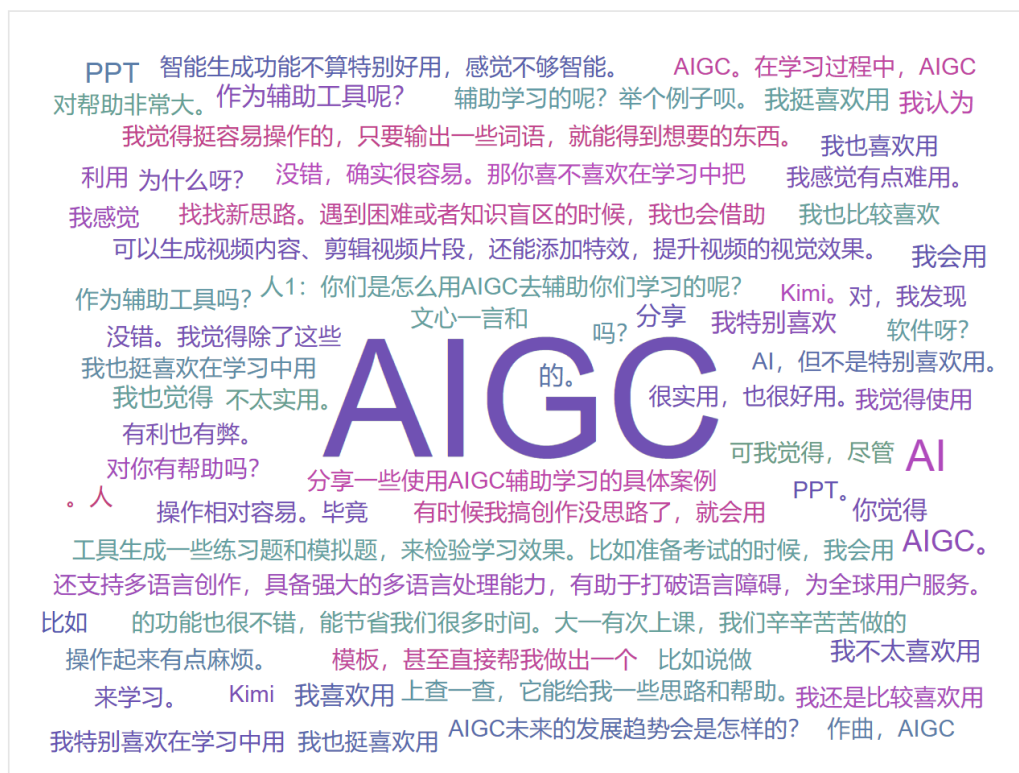 PPT 智能生成功能不算特别好用，感觉不够智能。 AIGC。在学习过程中，AIGC
对帮助非常大。 作为辅助工具呢？ 辅助学习的呢？举个例子呗。 我挺喜欢用 我认为
我觉得挺容易操作的，只要输出一些词语，就能得到想要的东西。 我也喜欢用
利用 为什么呀？ 没错，确实很容易。那你喜不喜欢在学习中把 我感觉有点难用。
我感觉 找找新思路。遇到困难或者知识盲区的时候，我也会借助 我也比较喜欢
可以生成视频内容、剪辑视频片段，还能添加特效，提升视频的视觉效果。 我会用
作为辅助工具吗？ 人1：你们是怎么用AIGC去辅助你们学习的呢？ Kimi。 对，我发现
没错。我觉得除了这些 文心一言和 吗？ 分享 我特别喜欢 软件呀？
我也挺喜欢在学习中用 AIGC 的。 AI，但不是特别喜欢用。
我也觉得 不太实用。 很实用，也很好用。 我觉得使用
有利也有弊。 可我觉得，尽管 AI
对你有帮助吗？ 分享一些使用AIGC辅助学习的具体案例 PPT。
。人 操作相对容易。毕竟 有时候我搞创作没思路了，就会用 你觉得
工具生成一些练习题和模拟题，来检验学习效果。比如准备考试的时候，我会用 AIGC。
还支持多语言创作，具备强大的多语言处理能力，有助于打破语言障碍，为全球用户服务。
比如 的功能也很不错，能节省我们很多时间。大一有次上课，我们辛辛苦苦做的
操作起来有点麻烦。 模板，甚至直接帮我做出一个 比如说做 我不太喜欢用
来学习。 Kimi 我喜欢用 上查一查，它能给我一些思路和帮助。 我还是比较喜欢用
我特别喜欢在学习中用 我也挺喜欢用 AIGC未来的发展趋势会是怎样的？ 作曲，AIGC